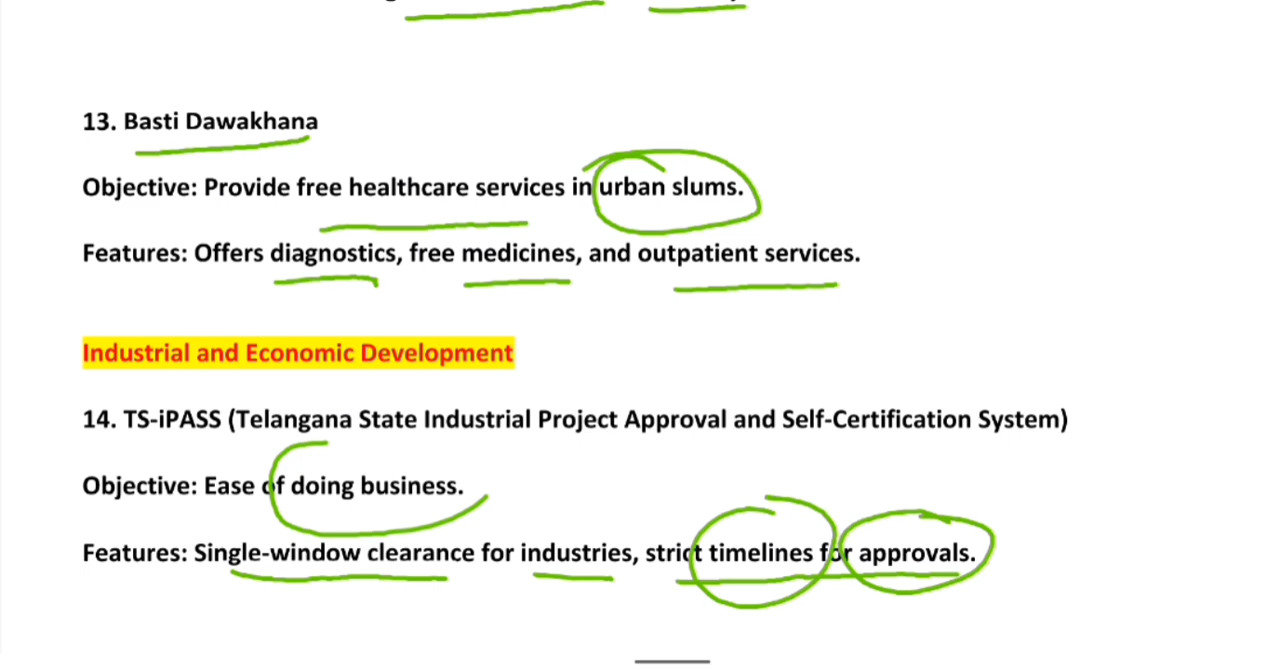 13. Basti Dawakhana
Objective: Provide free healthcare services in urban slums.
Features: Offers diagnostics, free medicines, and outpatient services.
Industrial and Economic Development
14. TS-iPASS (Telangana State Industrial Project Approval and Self-Certification System)
Objective: Ease of doing business.
Features: Single-window clearance for industries, strict timelines for approvals.